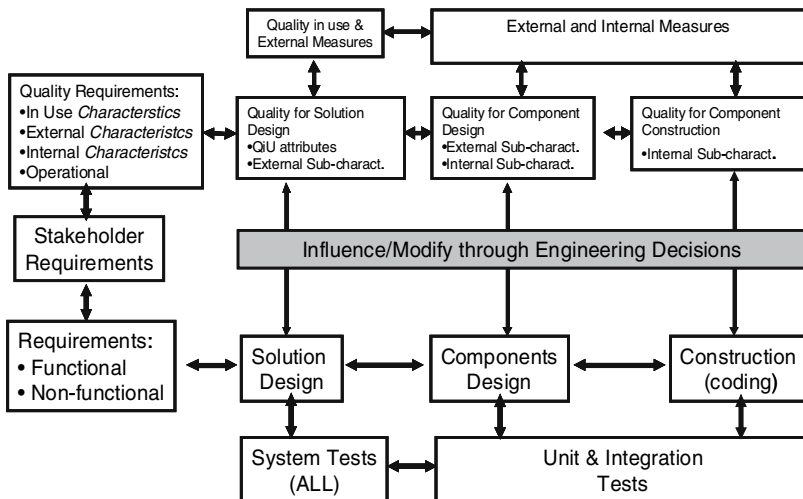 Quality in use &
External Measures
External and Internal Measures
Quality Requirements:
•In Use Characterstics
•External Characteristcs
•Internal Characteristcs
•Operational
Quality for Solution
Design
•QiU attributes
•External Sub-charact.
Quality for Component
Design
•External Sub-charact.
•Internal Sub-charact.
Quality for Component
Construction
•Internal Sub-charact.
Stakeholder
Requirements
Influence/Modify through Engineering Decisions
Requirements:
• Functional
• Non-functional
Solution
Design
Components
Design
Construction
(coding)
System Tests
(ALL)
Unit & Integration
Tests